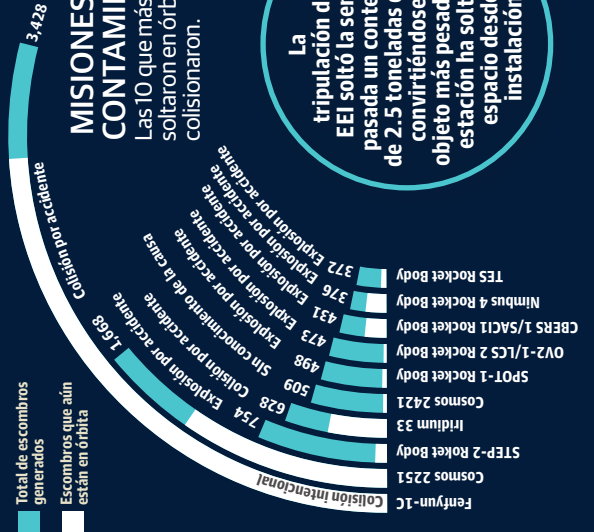 MISIONES
CONTAMI
Las 10 que más
soltaron en órb
colisionaron.
Total de escombros
generados
Escombros que aún
están en órbita
La
tripulación d
EEI soltó la
pasada un conte
de 2.5 toneladas
convirtiéndose
objeto más pesad
estación ha solt
espacio desde
instalación
Fenfyun-1C
Colisión intencional
3,428
Cosmos 2251
Colisión por accidente
1,668
STEP-2 Roket Body
Explosión por accidente
754
Iridium 33
Colisión por accidente
628
Cosmos 2421
Sin conocimiento de la causa
509
SPOT-1 Rocket Body
Explosión por accidente
498
OV2-1/LCS 2 Rocket Body
Explosión por accidente
473
CBERS 1/SACI1 Rocket Body
Explosión por accidente
431
Nimbus 4 Rocket Body
Explosión por accidente
376
TES Rocket Body
Explosión por accidente
372